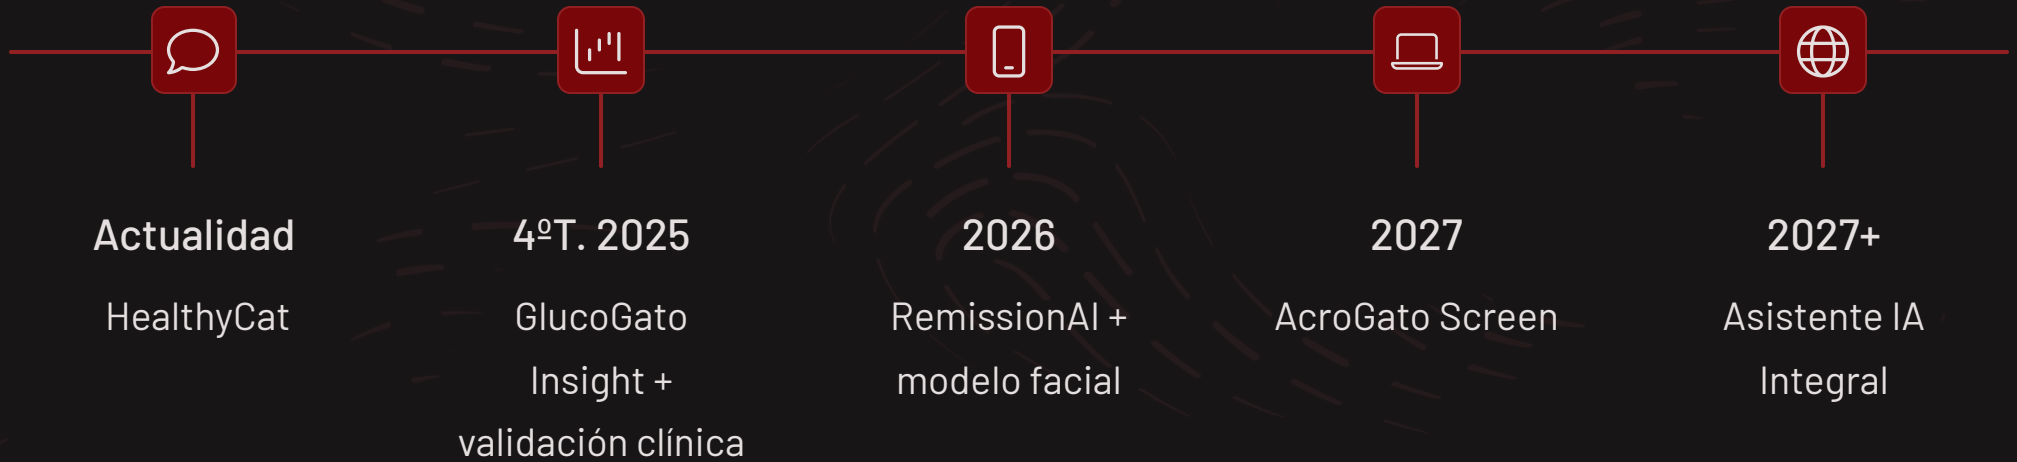 Actualidad
HealthyCat
4ºT. 2025
GlucoGato
Insight +
validación clínica
2026
RemissionAI +
modelo facial
2027
AcroGato Screen
2027+
Asistente IA
Integral